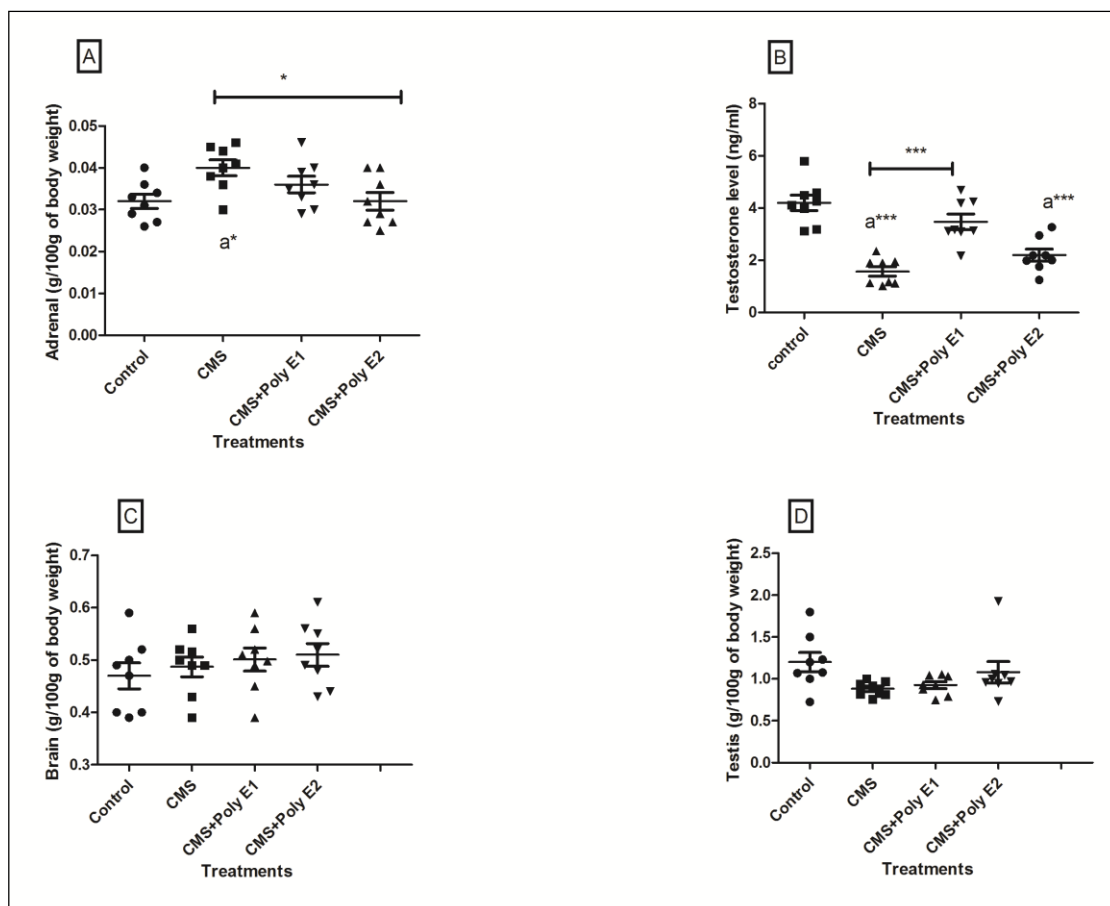 A
*
Adrenal (g/100g of body weight)
0.05
0.04
0.03
0.02
0.01
0.00
a*
Control
CMS
CMS+Poly E1
CMS+Poly E2
Treatments
B
Testosterone level (ng/ml)
8
6
4
2
0
***
a***
a***
control
CMS
CMS+Poly E1
CMS+Poly E2
Treatments
C
Brain (g/100g of body weight)
0.7
0.6
0.5
0.4
0.3
Control
CMS
CMS+Poly E1
CMS+Poly E2
Treatments
D
Testis (g/100g of body weight)
2.5
2.0
1.5
1.0
0.5
0.0
Control
CMS
CMS+Poly E1
CMS+Poly E2
Treatments